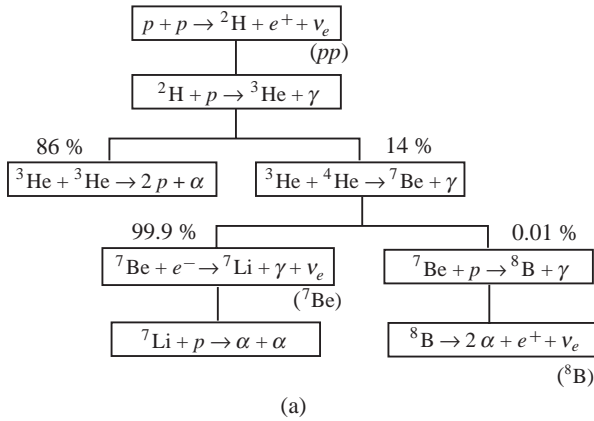 p + p → ²H + e⁺ + νₑ
(pp)
²H + p → ³He + γ
86 %
14 %
³He + ³He → 2 p + α
³He + ⁴He → ⁷Be + γ
99.9 %
0.01 %
⁷Be + e⁻ → ⁷Li + γ + νₑ
⁷Be + p → ⁸B + γ
(⁷Be)
⁷Li + p → α + α
⁸B → 2 α + e⁺ + νₑ
(⁸B)
(a)